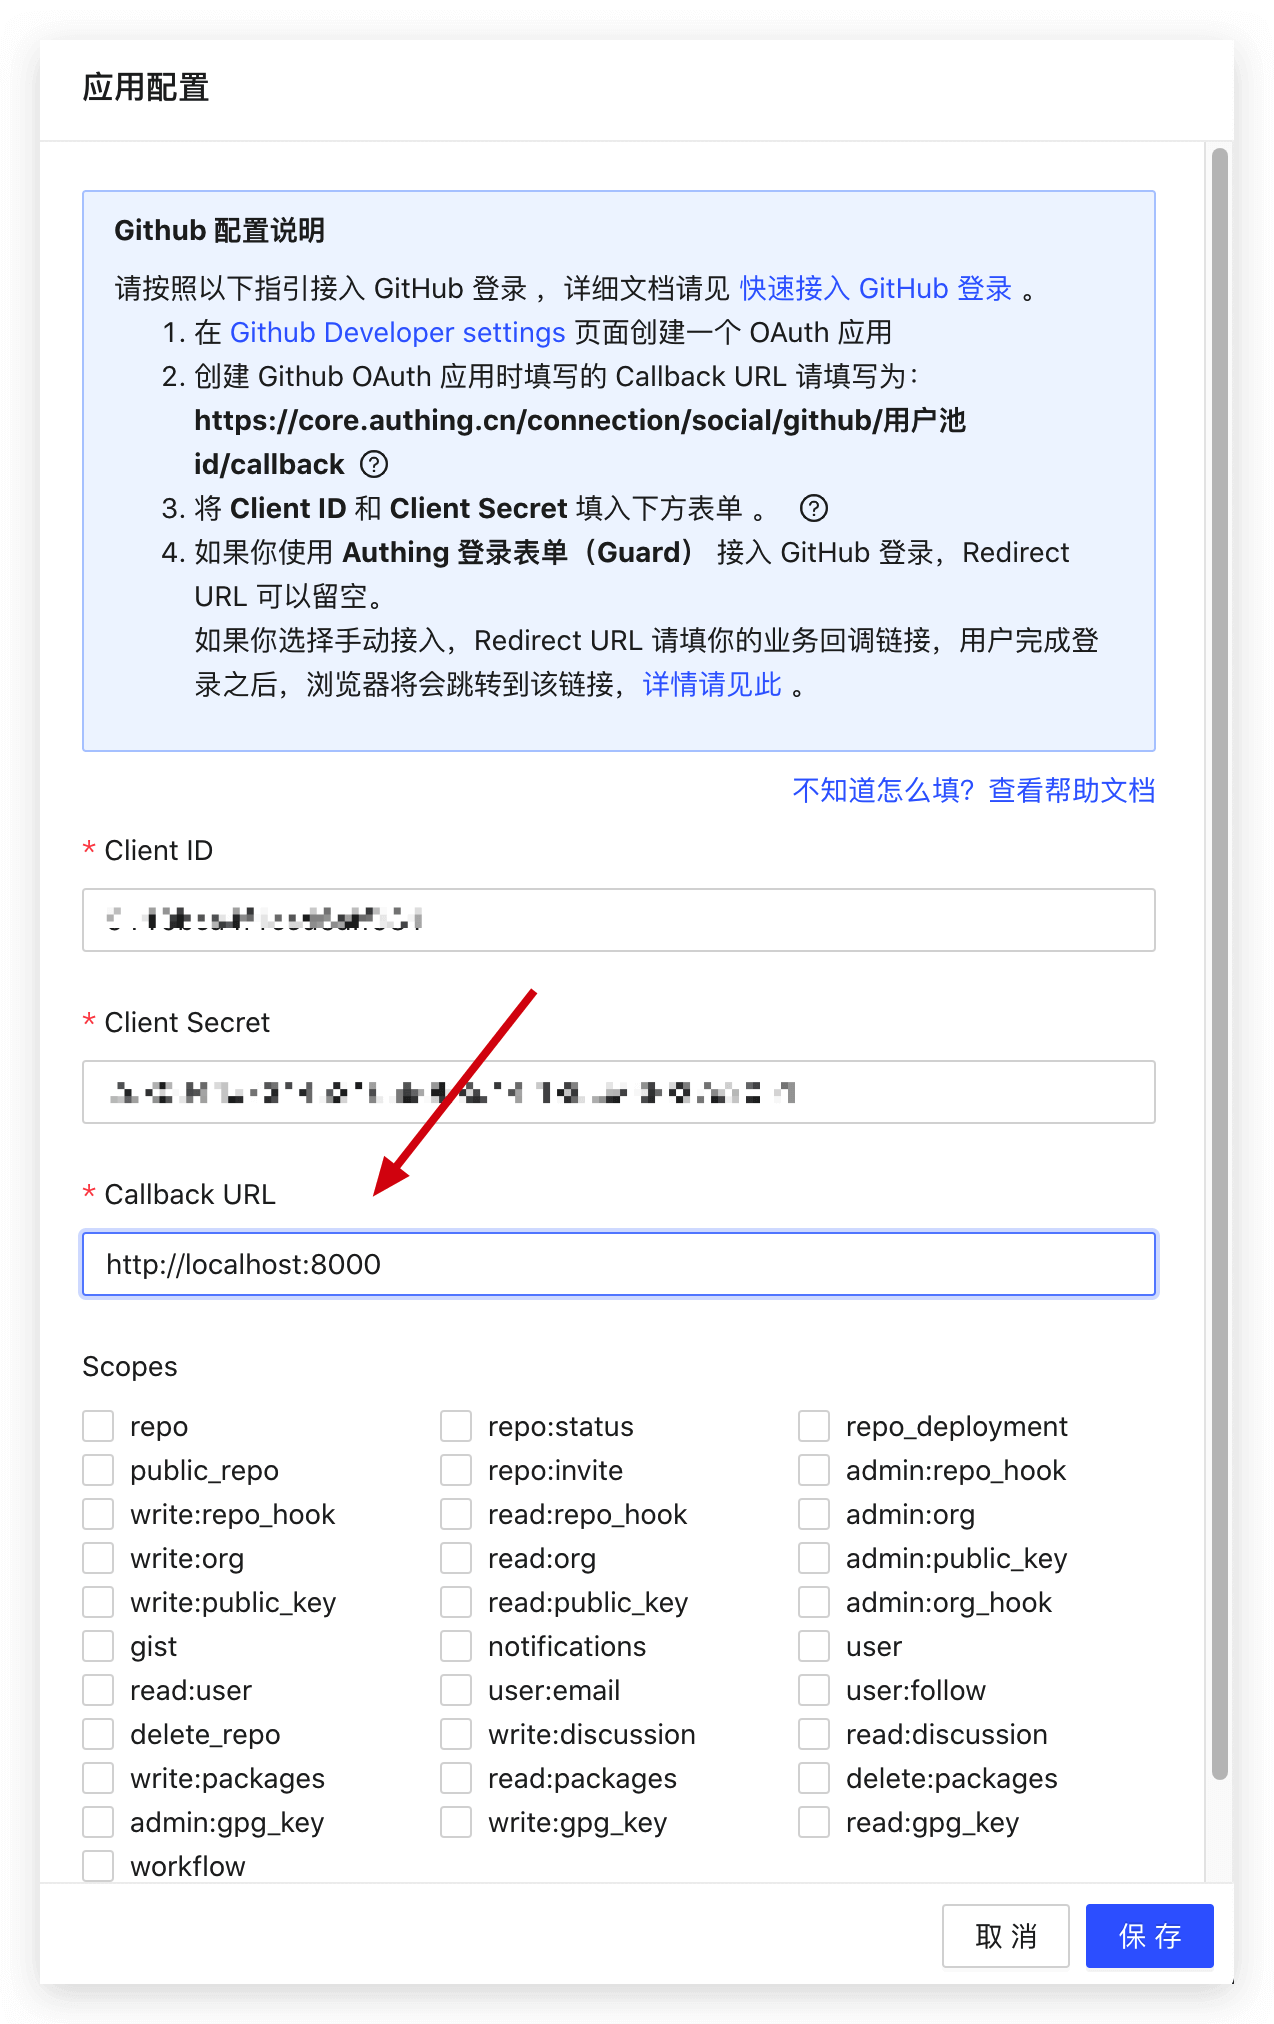 应用配置
Github 配置说明
请按照以下指引接入 GitHub 登录 ，详细文档请见 快速接入 GitHub 登录 。
1. 在 Github Developer settings 页面创建一个 OAuth 应用
2. 创建 Github OAuth 应用时填写的 Callback URL 请填写为：
https://core.authing.cn/connection/social/github/用户池
id/callback ?
3. 将 Client ID 和 Client Secret 填入下方表单 。 ?
4. 如果你使用 Authing 登录表单（Guard） 接入 GitHub 登录，Redirect
URL 可以留空。
如果你选择手动接入，Redirect URL 请填你的业务回调链接，用户完成登
录之后，浏览器将会跳转到该链接，详情请见此 。
不知道怎么填？查看帮助文档
* Client ID
* Client Secret
* Callback URL
http://localhost:8000
Scopes
repo repo:status repo_deployment
public_repo repo:invite admin:repo_hook
write:repo_hook read:repo_hook admin:org
write:org read:org admin:public_key
write:public_key read:public_key admin:org_hook
gist notifications user
read:user user:email user:follow
delete_repo write:discussion read:discussion
write:packages read:packages delete:packages
admin:gpg_key write:gpg_key read:gpg_key
workflow
取 消 保 存